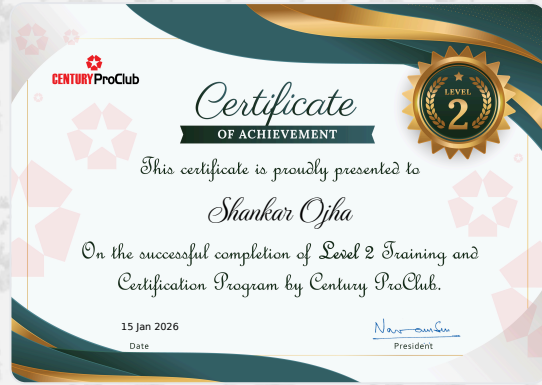 CENTURY ProClub
LEVEL
2
Certificate
OF ACHIEVEMENT
This certificate is proudly presented to
Shankar Ojha
On the successful completion of Level 2 Training and
Certification Program by Century ProClub.
15 Jan 2026
Date
President